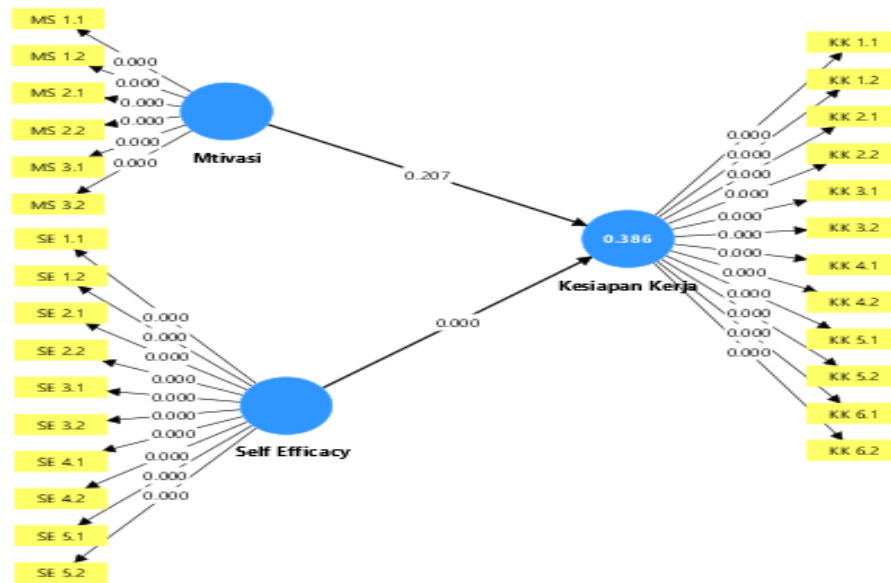 MS 1.1
MS 1.2
MS 2.1
MS 2.2
MS 3.1
MS 3.2
0.000
0.000
0.000
0.000
0.000
0.000
Mtivasi
0.207
SE 1.1
SE 1.2
SE 2.1
SE 2.2
SE 3.1
SE 3.2
SE 4.1
SE 4.2
SE 5.1
SE 5.2
0.000
0.000
0.000
0.000
0.000
0.000
0.000
0.000
0.000
0.000
Self Efficacy
0.000
0.386
Kesiapan Kerja
0.000
0.000
0.000
0.000
0.000
0.000
0.000
0.000
0.000
0.000
0.000
0.000
KK 1.1
KK 1.2
KK 2.1
KK 2.2
KK 3.1
KK 3.2
KK 4.1
KK 4.2
KK 5.1
KK 5.2
KK 6.1
KK 6.2